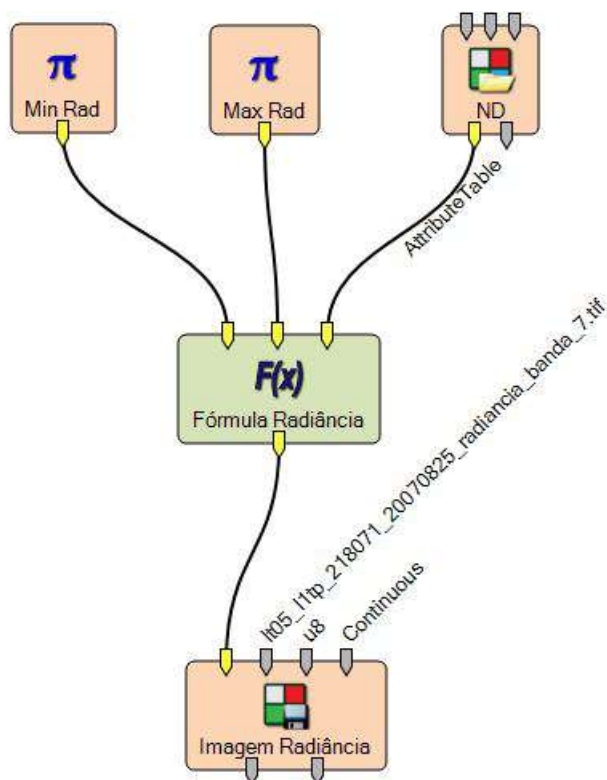 π
Min Rad
π
Max Rad
ND
AttributeTable
F(x)
Fórmula Radiância
lt05_l1tp_218071_20070825_radiancia_banda_7.tif
u8
Continuous
Imagem Radiância